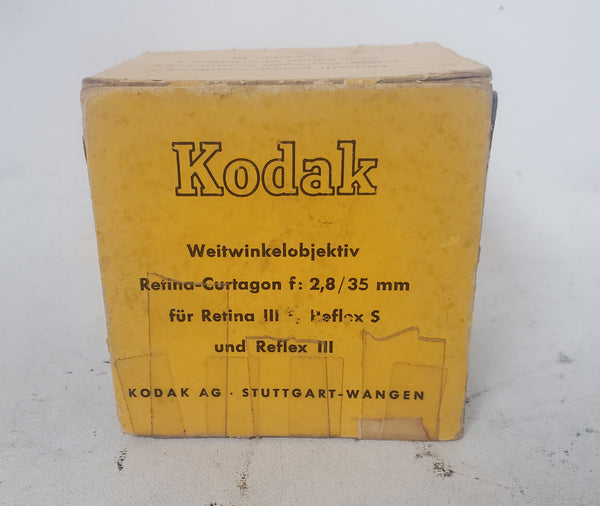 Kodak
Weitwinkelobjektiv
Retina-Curtagon f: 2,8/35 mm
für Retina III Reflex S
und Reflex III
KODAK AG · STUTTGART-WANGEN